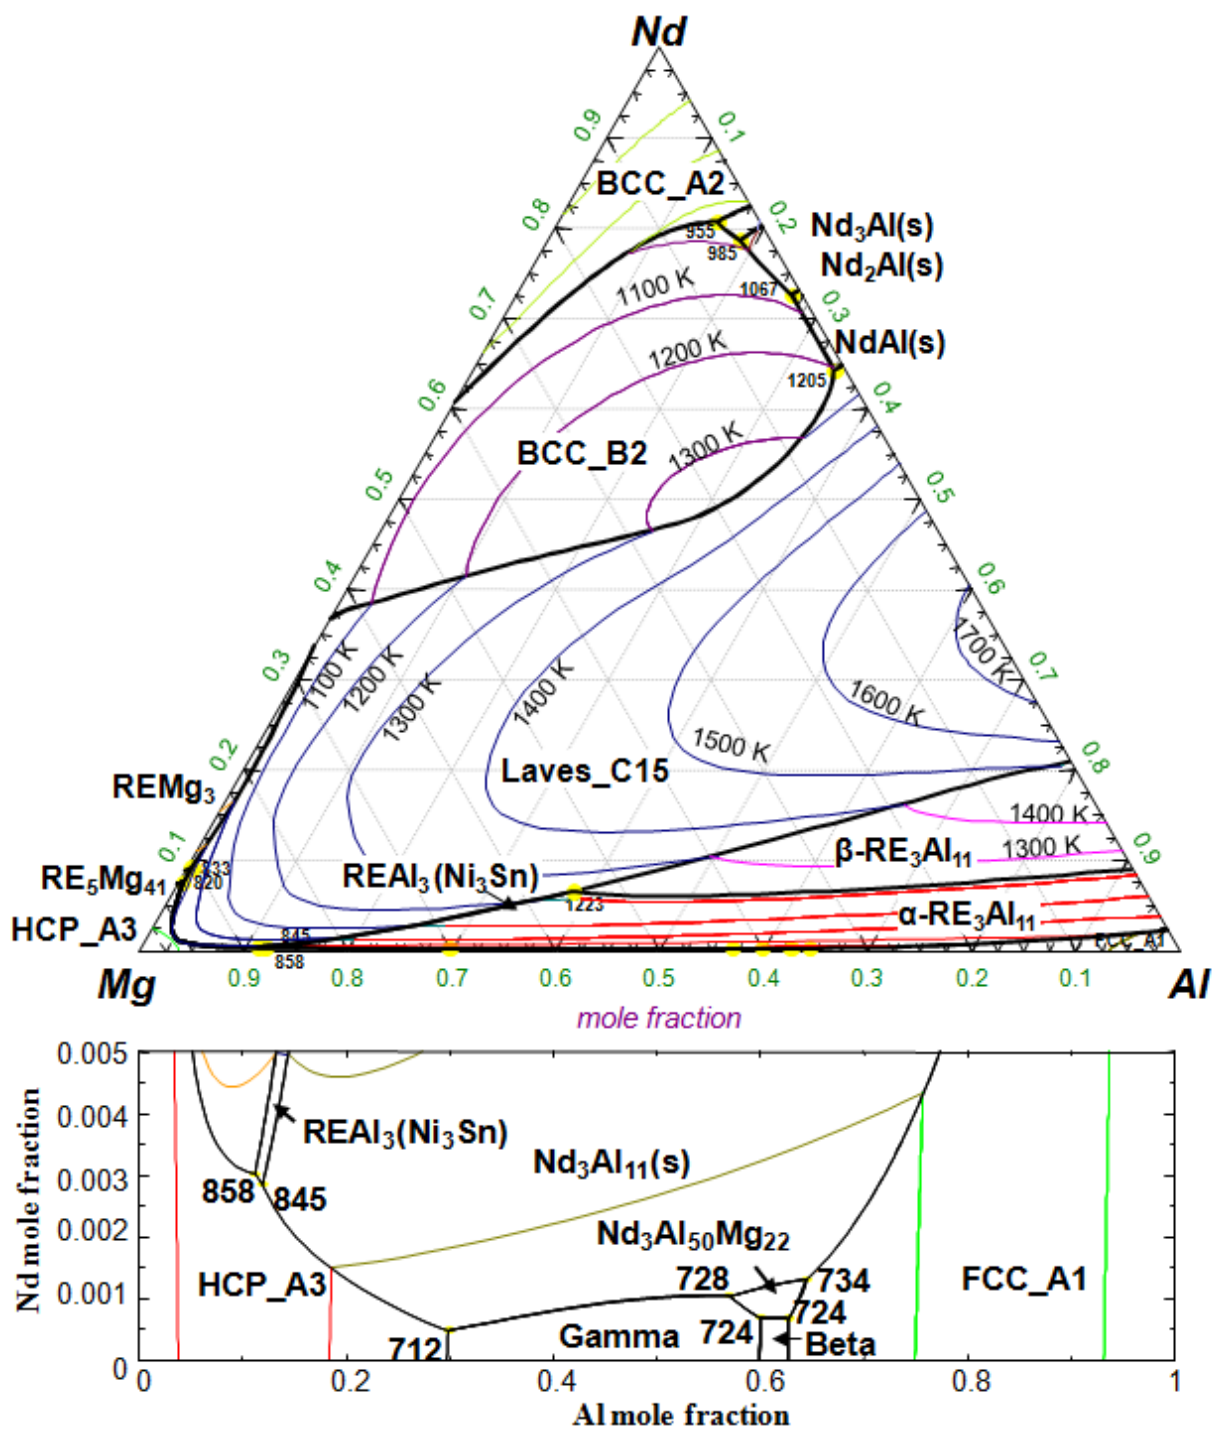 Nd
0.9
0.1
BCC_A2
0.8
0.2
Nd₃Al(s)
955
985
Nd₂Al(s)
1067
1100 K
0.7
0.3
NdAl(s)
1200 K
1205
0.6
0.4
1300 K
BCC_B2
0.5
0.5
0.4
0.6
1700 K
0.3
1100 K
1200 K
1300 K
1400 K
0.7
1600 K
1500 K
0.2
Laves_C15
0.8
REMg₃
1400 K
0.1
1300 K
β-RE₃Al₁₁
0.9
833
RE₅Mg₄₁
820
REAl₃(Ni₃Sn)
1223
α-RE₃Al₁₁
HCP_A3
845
FCC_A1
858
Mg
0.9
0.8
0.7
0.6
0.5
0.4
0.3
0.2
0.1
Al
mole fraction
0.005
0.004
0.003
0.002
0.001
0
Nd mole fraction
REAl₃(Ni₃Sn)
Nd₃Al₁₁(s)
858
845
Nd₃Al₅₀Mg₂₂
HCP_A3
728
734
FCC_A1
724
724
712
Gamma
Beta
0
0.2
0.4
0.6
0.8
1
Al mole fraction